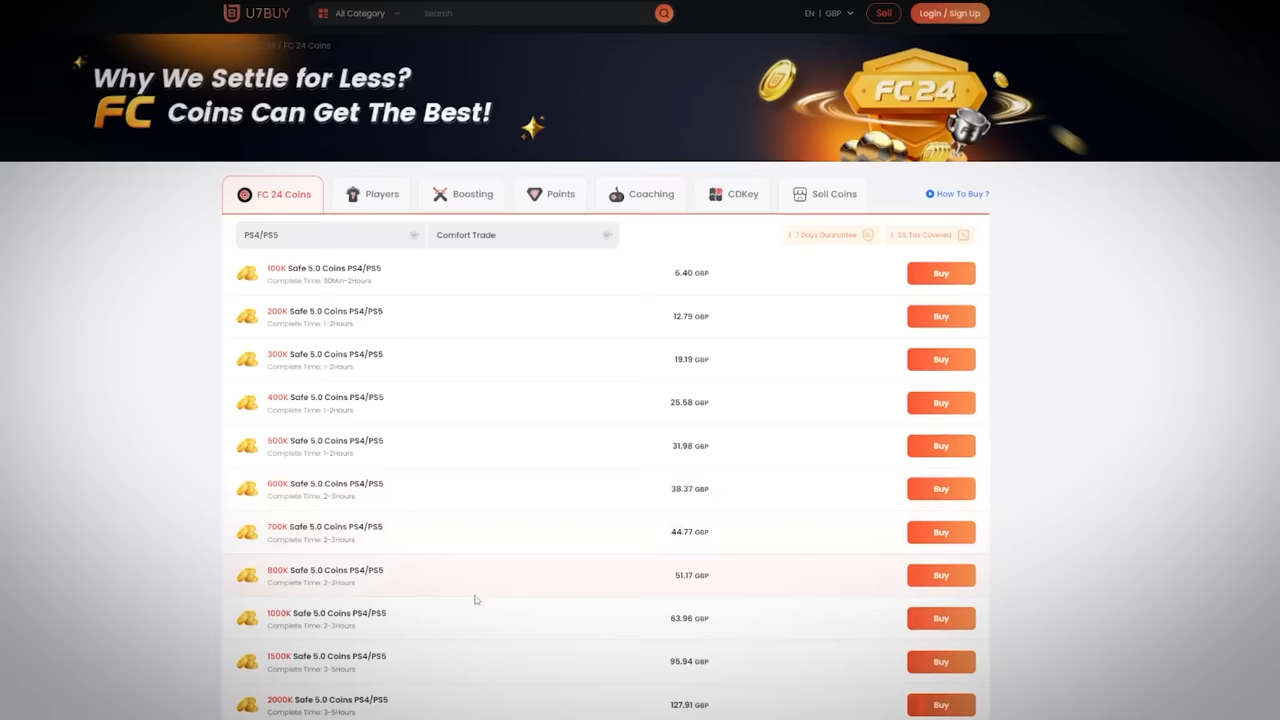 U7BUY
All Category
Search
EN | GBP
Sell
Login / Sign Up
/ FC 24 Coins
Why We Settle for Less?
FC Coins Can Get The Best!
FC24
FC 24 Coins
Players
Boosting
Points
Coaching
CDKey
Sell Coins
How To Buy ?
PS4/PS5
Comfort Trade
7 Days Guarantee
5% Tax Covered
100K Safe 5.0 Coins PS4/PS5
Complete Time: 30Min-2Hours
6.40 GBP
Buy
200K Safe 5.0 Coins PS4/PS5
Complete Time: 1-2Hours
12.79 GBP
Buy
300K Safe 5.0 Coins PS4/PS5
Complete Time: 1-2Hours
19.19 GBP
Buy
400K Safe 5.0 Coins PS4/PS5
Complete Time: 1-2Hours
25.58 GBP
Buy
500K Safe 5.0 Coins PS4/PS5
Complete Time: 1-2Hours
31.98 GBP
Buy
600K Safe 5.0 Coins PS4/PS5
Complete Time: 2-3Hours
38.37 GBP
Buy
700K Safe 5.0 Coins PS4/PS5
Complete Time: 2-3Hours
44.77 GBP
Buy
800K Safe 5.0 Coins PS4/PS5
Complete Time: 2-3Hours
51.17 GBP
Buy
1000K Safe 5.0 Coins PS4/PS5
Complete Time: 2-3Hours
63.96 GBP
Buy
1500K Safe 5.0 Coins PS4/PS5
Complete Time: 3-5Hours
95.94 GBP
Buy
2000K Safe 5.0 Coins PS4/PS5
Complete Time: 3-5Hours
127.91 GBP
Buy